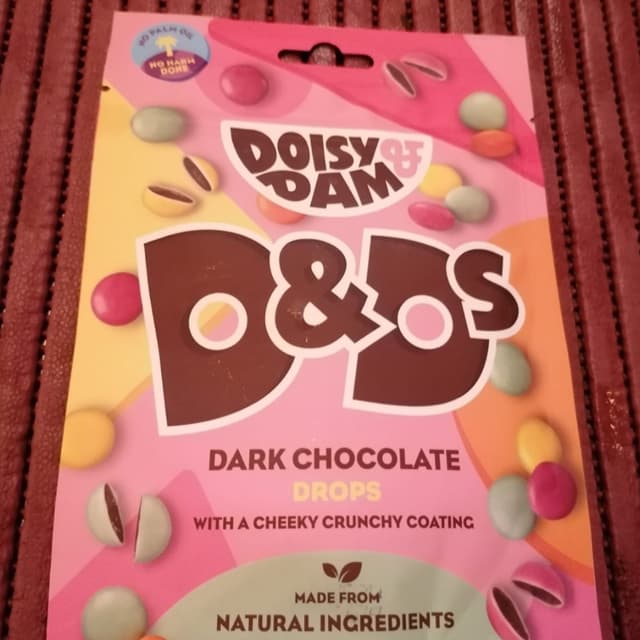 NO PALM OIL
NO HARM
DONE
DOISY &
DAM
D&Ds
DARK CHOCOLATE
DROPS
WITH A CHEEKY CRUNCHY COATING
MADE FROM
NATURAL INGREDIENTS